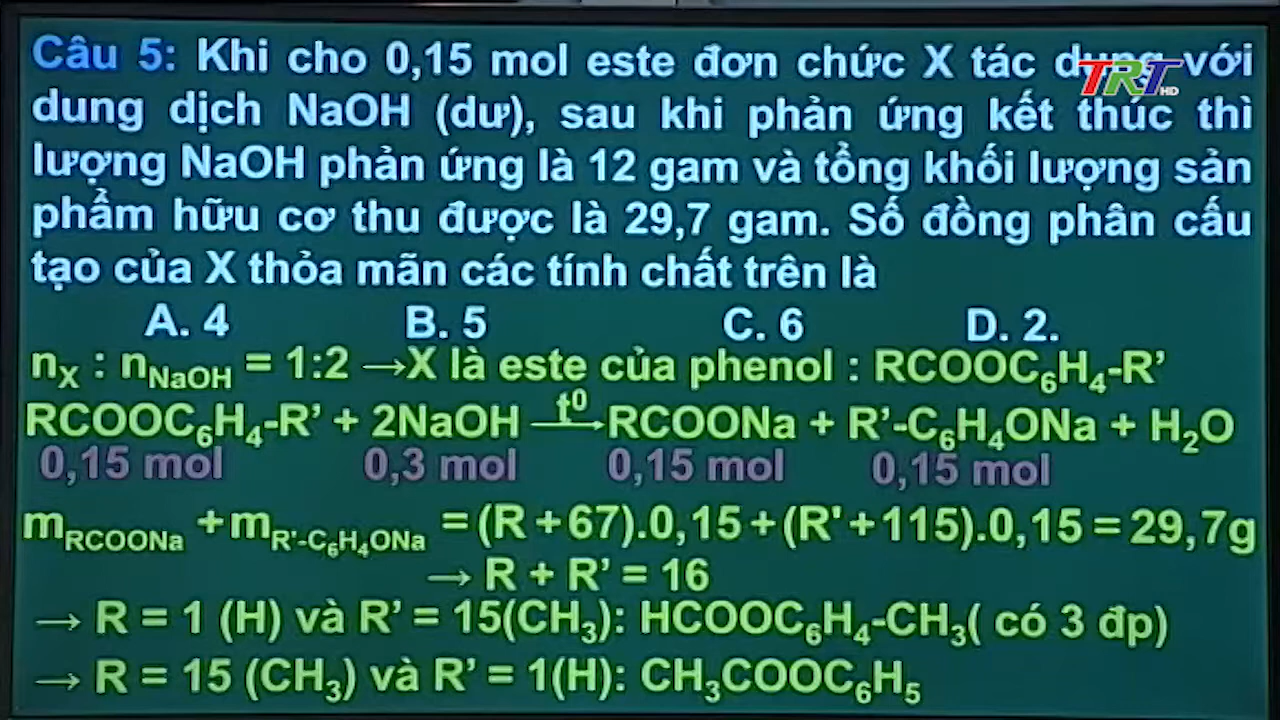 Câu 5: Khi cho 0,15 mol este đơn chức X tác dụng với
TRT HD
dung dịch NaOH (dư), sau khi phản ứng kết thúc thì
lượng NaOH phản ứng là 12 gam và tổng khối lượng sản
phẩm hữu cơ thu được là 29,7 gam. Số đồng phân cấu
tạo của X thỏa mãn các tính chất trên là
A. 4 B. 5 C. 6 D. 2.
nX : nNaOH = 1:2 →X là este của phenol : RCOOC₆H₄-R’
RCOOC₆H₄-R’ + 2NaOH —t⁰→ RCOONa + R’-C₆H₄ONa + H₂O
0,15 mol 0,3 mol 0,15 mol 0,15 mol
mRCOONa + mR'-C₆H₄ONa = (R + 67).0,15 + (R' + 115).0,15 = 29,7g
→ R + R’ = 16
→ R = 1 (H) và R’ = 15(CH₃): HCOOC₆H₄-CH₃( có 3 đp)
→ R = 15 (CH₃) và R’ = 1(H): CH₃COOC₆H₅